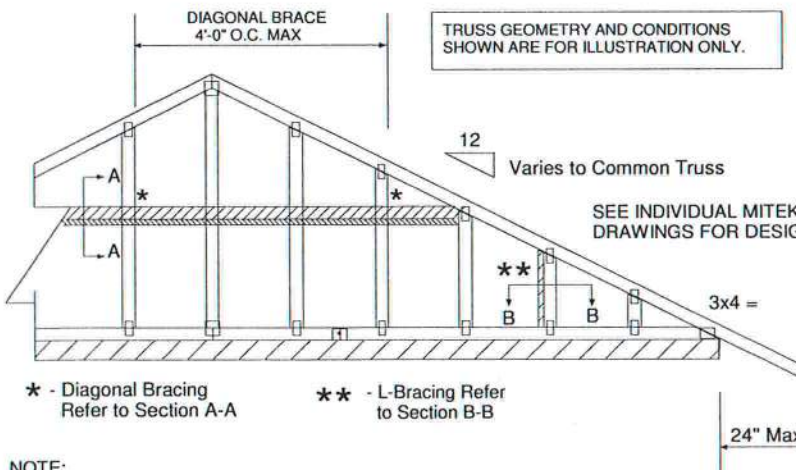 DIAGONAL BRACE
4'-0" O.C. MAX
TRUSS GEOMETRY AND CONDITIONS
SHOWN ARE FOR ILLUSTRATION ONLY.
12
Varies to Common Truss
A
*
*
A
SEE INDIVIDUAL MITEK
DRAWINGS FOR DESIG
**
B
B
3x4 =
* - Diagonal Bracing
Refer to Section A-A
** - L-Bracing Refer
to Section B-B
24" Max
NOTE: